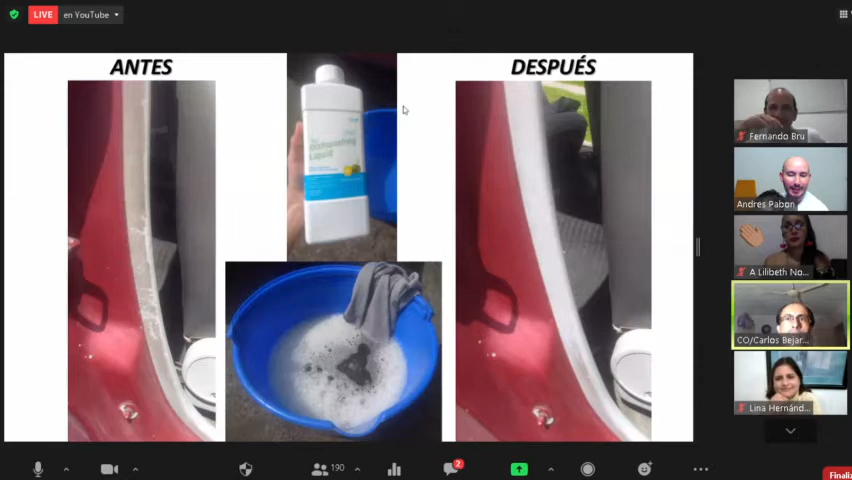 LIVE
en YouTube
ANTES
DESPUÉS
Dishwashing
Liquid
Fernando Bru
Andres Pabon
A Lilibeth No...
CO/Carlos Bejar...
Lina Hernánd...
190
2
Finaliz